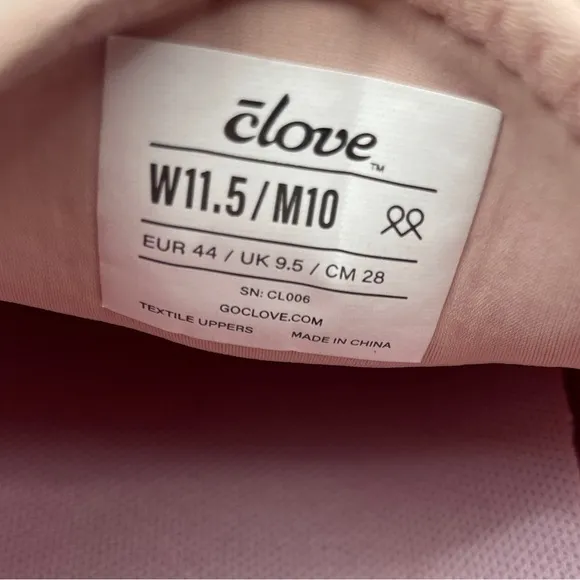 clove™
W11.5/M10
EUR 44 / UK 9.5 / CM 28
SN: CL006
GOCLOVE.COM
TEXTILE UPPERS MADE IN CHINA